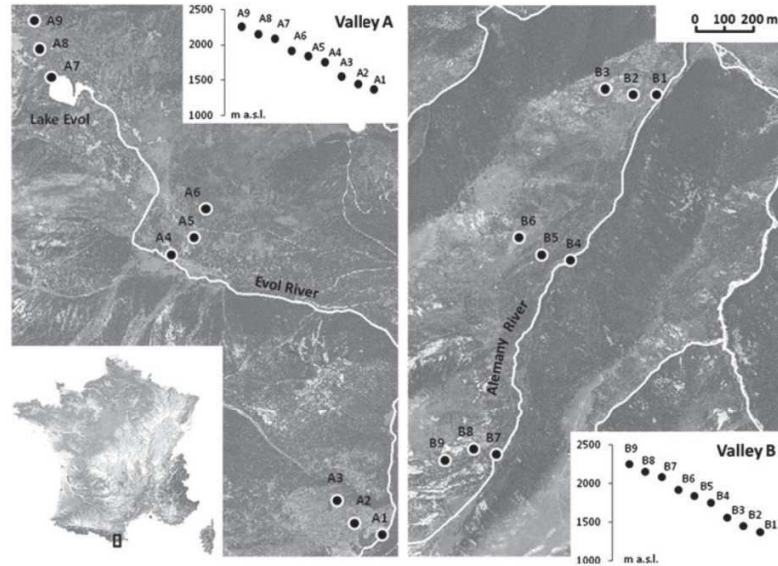 A9
A8
A7
Lake Evol
2500
2000
1500
1000
A9
A8
A7
A6
A5
A4
A3
A2
A1
Valley A
m a.s.l.
A6
A5
A4
Evol River
A3
A2
A1
0 100 200 m
B3 B2 B1
B6
B5
B4
Alemany River
B9
B8
B7
2500
2000
1500
1000
B9
B8
B7
B6
B5
B4
B3
B2
B1
Valley B
m a.s.l.